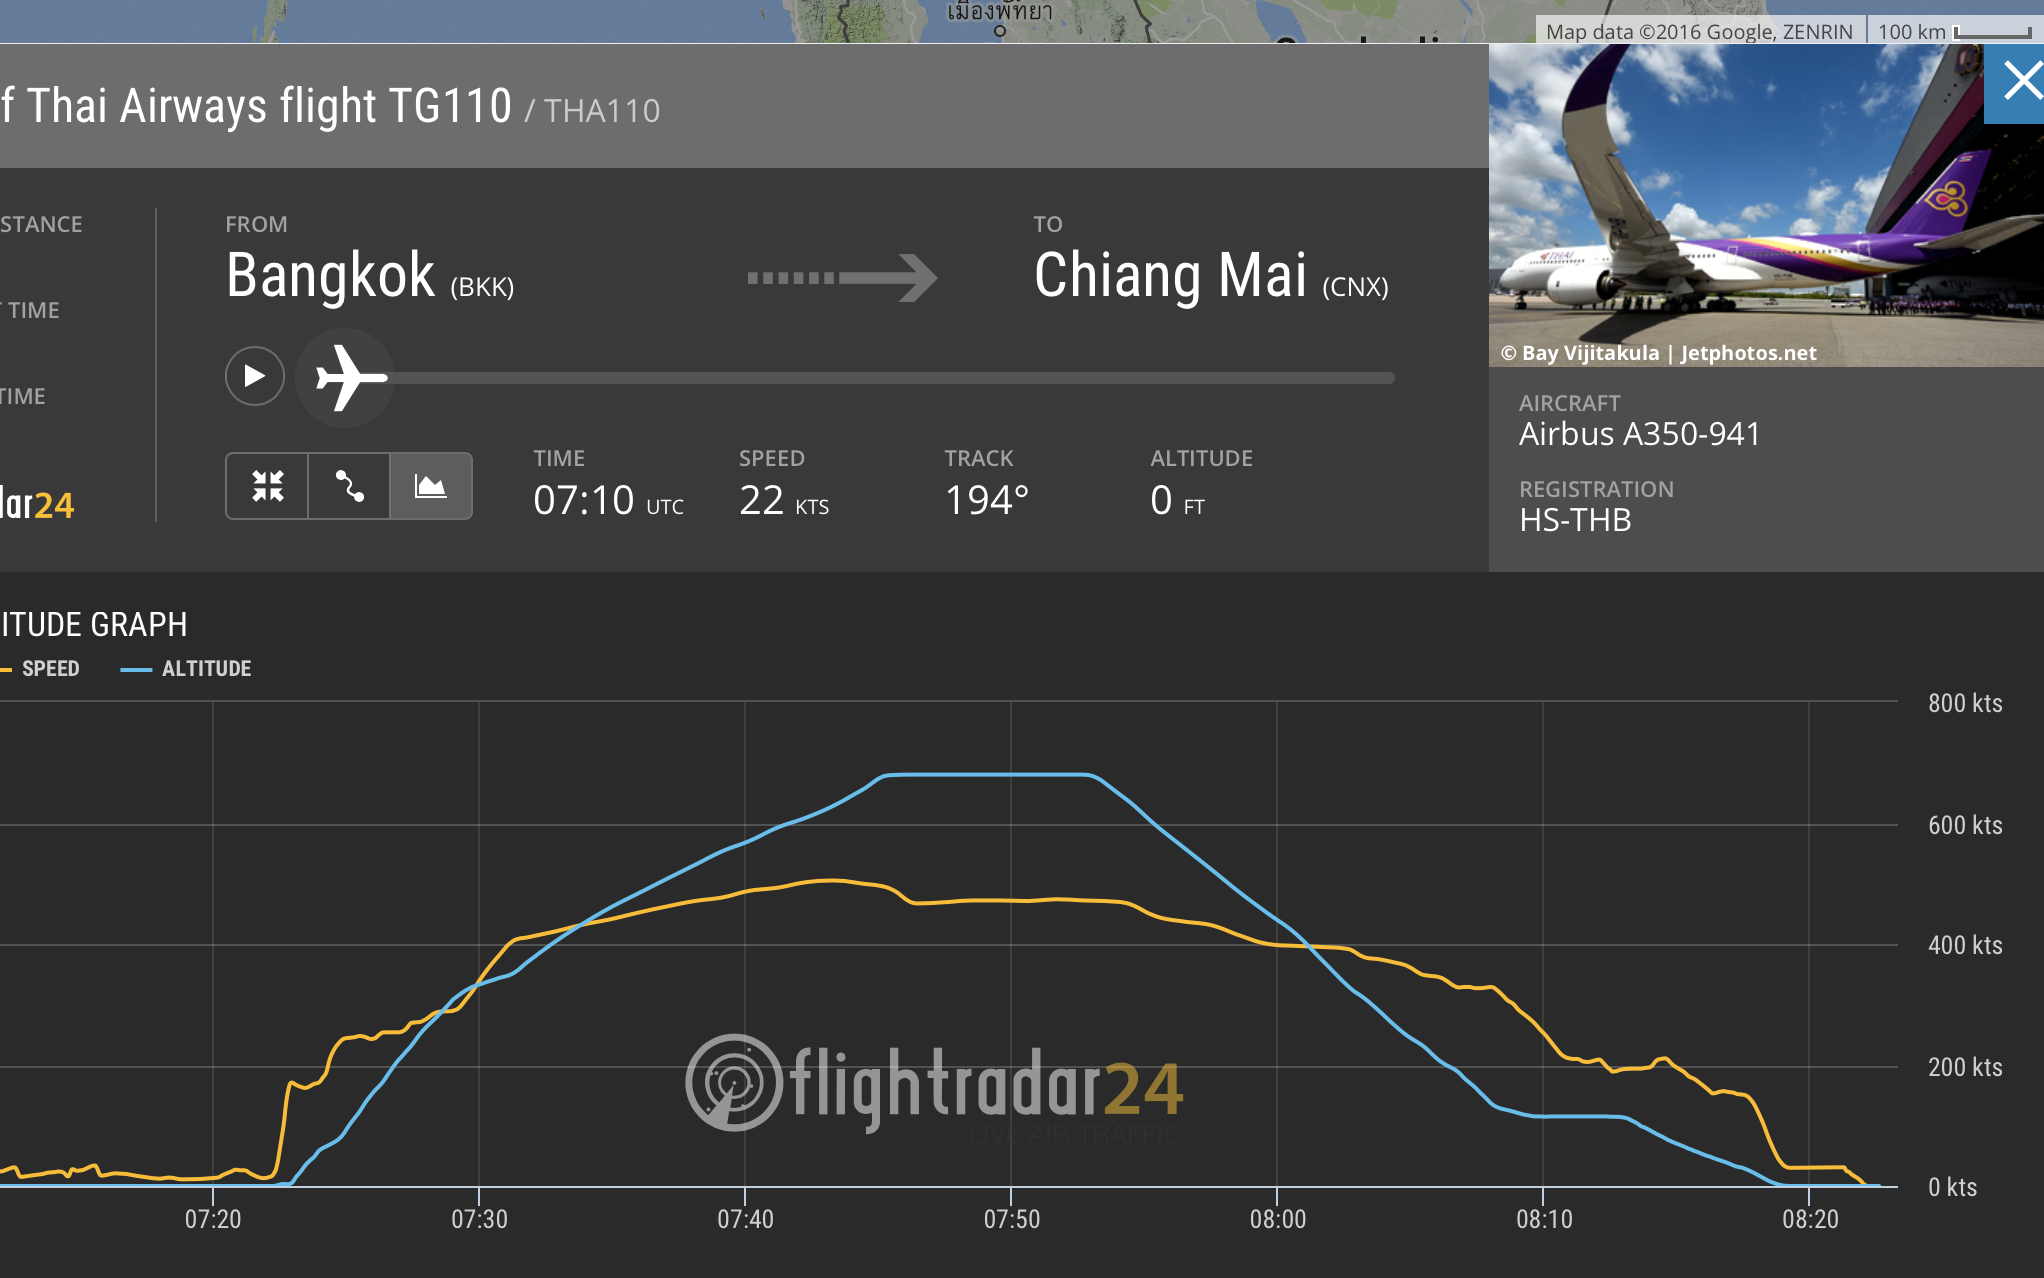 เมืองพัทยา
Map data ©2016 Google, ZENRIN 100 km
f Thai Airways flight TG110 / THA110
STANCE
FROM
Bangkok (BKK)
TO
Chiang Mai (CNX)
TIME
TIME
dar24
TIME
07:10 UTC
SPEED
22 KTS
TRACK
194°
ALTITUDE
0 FT
THAI
© Bay Vijitakula | Jetphotos.net
AIRCRAFT
Airbus A350-941
REGISTRATION
HS-THB
ITUDE GRAPH
SPEED ALTITUDE
800 kts
600 kts
400 kts
200 kts
0 kts
flightradar24
LIVE AIR TRAFFIC
07:20 07:30 07:40 07:50 08:00 08:10 08:20